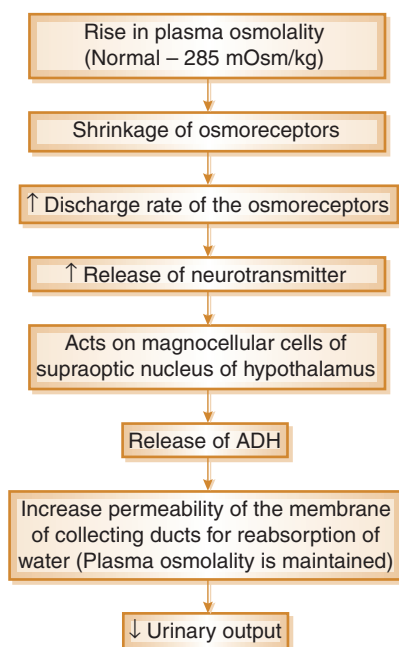 Rise in plasma osmolality
(Normal – 285 mOsm/kg)
Shrinkage of osmoreceptors
↑ Discharge rate of the osmoreceptors
↑ Release of neurotransmitter
Acts on magnocellular cells of
supraoptic nucleus of hypothalamus
Release of ADH
Increase permeability of the membrane
of collecting ducts for reabsorption of
water (Plasma osmolality is maintained)
↓ Urinary output